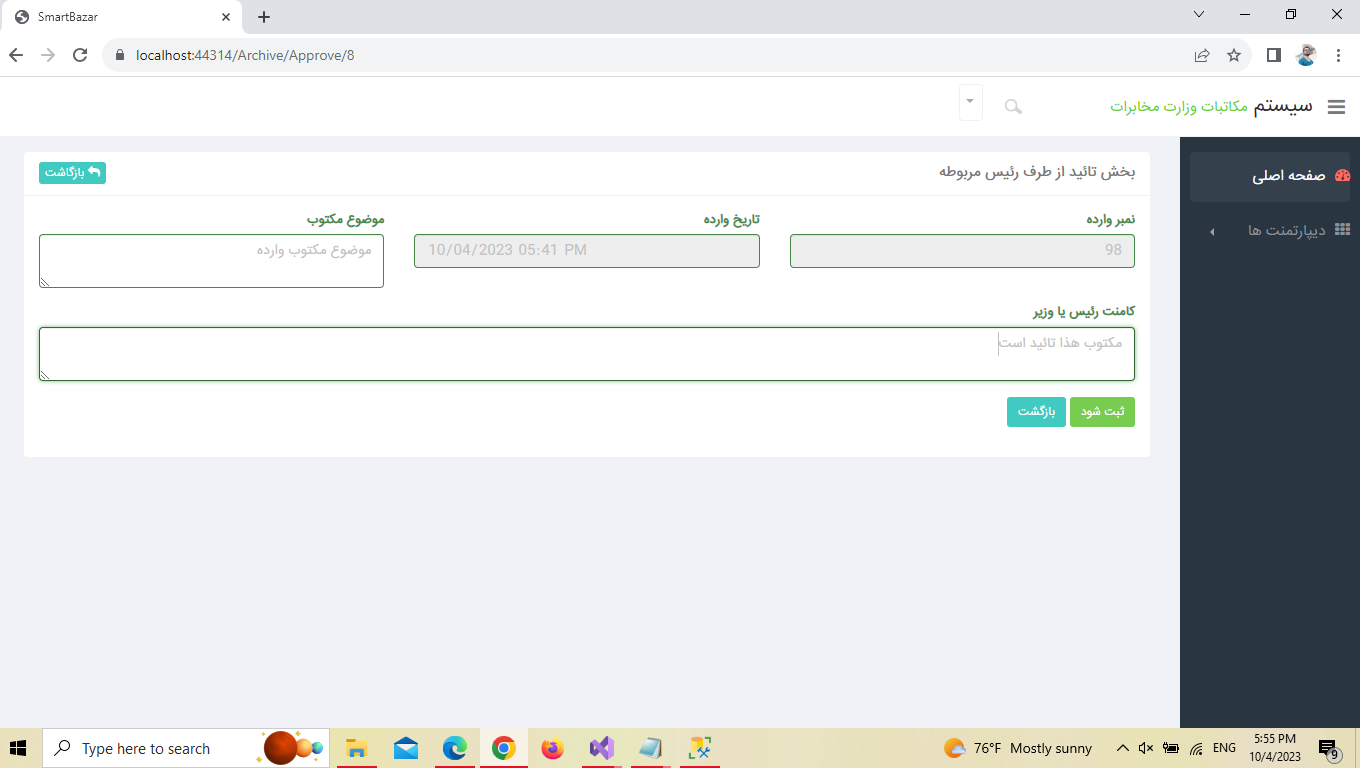 SmartBazar
localhost:44314/Archive/Approve/8
سیستم مکاتبات وزارت مخابرات
صفحه اصلی
دیپارتمنت ها
بخش تائید از طرف رئیس مربوطه
بازگاشت
نمبر وارده
تاریخ وارده
موضوع مکتوب
98
10/04/2023 05:41 PM
موضوع مکتوب وارده
کامنت رئیس یا وزیر
مکتوب هذا تائید است
ثبت شود
بازگشت
Type here to search
76°F Mostly sunny
ENG
5:55 PM
10/4/2023
9